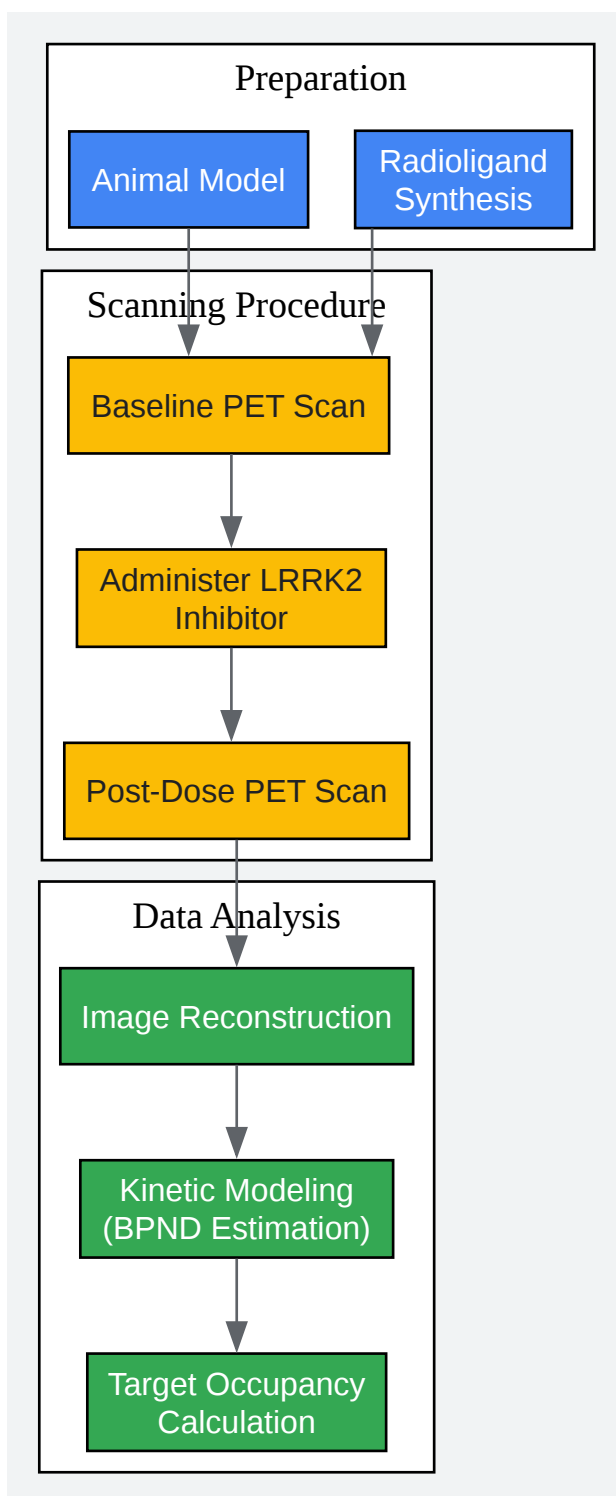 Preparation
Animal Model
Radioligand
Synthesis
Scanning Procedure
Baseline PET Scan
Administer LRRK2
Inhibitor
Post-Dose PET Scan
Data Analysis
Image Reconstruction
Kinetic Modeling
(BPND Estimation)
Target Occupancy
Calculation